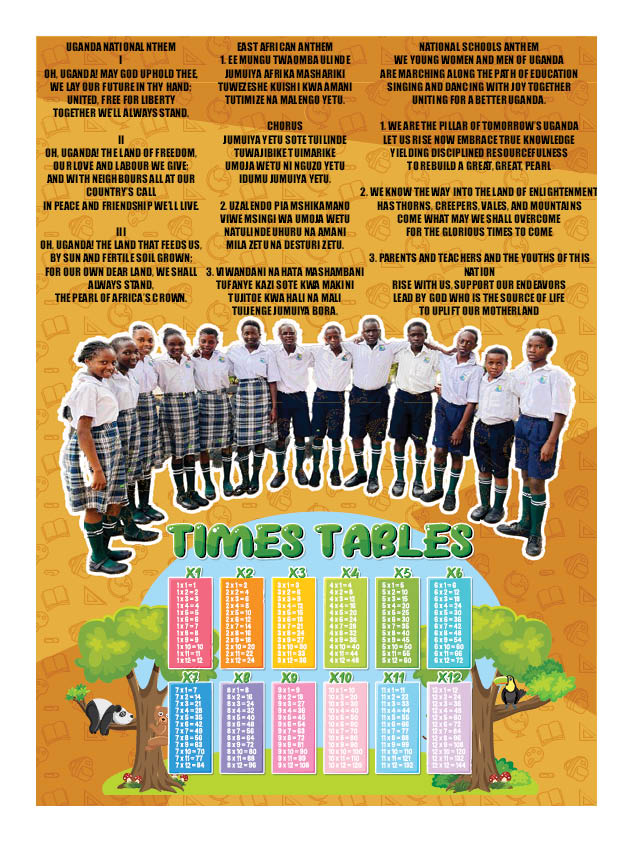 UGANDA NATIONAL NTHEM
I
OH, UGANDA! MAY GOD UPHOLD THEE,
WE LAY OUR FUTURE IN THY HAND;
UNITED, FREE FOR LIBERTY
TOGETHER WE'LL ALWAYS STAND.
II
OH, UGANDA! THE LAND OF FREEDOM,
OUR LOVE AND LABOUR WE GIVE;
AND WITH NEIGHBOURS ALL AT OUR
COUNTRY'S CALL
IN PEACE AND FRIENDSHIP WE'LL LIVE.
III
OH, UGANDA! THE LAND THAT FEEDS US,
BY SUN AND FERTILE SOIL GROWN;
FOR OUR OWN DEAR LAND, WE SHALL
ALWAYS STAND,
THE PEARL OF AFRICA'S CROWN.
EAST AFRICAN ANTHEM
1. EE MUNGU TWAOMBA ULINDE
JUMUIYA AFRIKA MASHARIKI
TUWEZESHE KUISHI KWA AMANI
TUTIMIZE NA MALENGO YETU.
CHORUS
JUMUIYA YETU SOTE TUILINDE
TUWAJIBIKE TUIMARIKE
UMOJA WETU NI NGUZO YETU
IDUMU JUMUIYA YETU.
2. UZALENDO PIA MSHIKAMANO
VIWE MSINGI WA UMOJA WETU
NATULINDE UHURU NA AMANI
MILA ZETU NA DESTURI ZETU.
3. VIWANDANI NA HATA MASHAMBANI
TUFANYE KAZI SOTE KWA MAKINI
TUJITOE KWA HALI NA MALI
TUIJENGE JUMUIYA BORA.
NATIONAL SCHOOLS ANTHEM
WE YOUNG WOMEN AND MEN OF UGANDA
ARE MARCHING ALONG THE PATH OF EDUCATION
SINGING AND DANCING WITH JOY TOGETHER
UNITING FOR A BETTER UGANDA.
1. WE ARE THE PILLAR OF TOMORROW'S UGANDA
LET US RISE NOW EMBRACE TRUE KNOWLEDGE
YIELDING DISCIPLINED RESOURCEFULNESS
TO REBUILD A GREAT, GREAT, PEARL
2. WE KNOW THE WAY INTO THE LAND OF ENLIGHTENMENT
HAS THORNS, CREEPERS, VALES, AND MOUNTAINS
COME WHAT MAY WE SHALL OVERCOME
FOR THE GLORIOUS TIMES TO COME
3. PARENTS AND TEACHERS AND THE YOUTHS OF THIS
NATION
RISE WITH US, SUPPORT OUR ENDEAVORS
LEAD BY GOD WHO IS THE SOURCE OF LIFE
TO UPLIFT OUR MOTHERLAND
TIMES TABLES
X1
1 x 1 = 1
1 x 2 = 2
1 x 3 = 3
1 x 4 = 4
1 x 5 = 5
1 x 6 = 6
1 x 7 = 7
1 x 8 = 8
1 x 9 = 9
1 x 10 = 10
1 x 11 = 11
1 x 12 = 12
X2
2 x 1 = 2
2 x 2 = 4
2 x 3 = 6
2 x 4 = 8
2 x 5 = 10
2 x 6 = 12
2 x 7 = 14
2 x 8 = 16
2 x 9 = 18
2 x 10 = 20
2 x 11 = 22
2 x 12 = 24
X3
3 x 1 = 3
3 x 2 = 6
3 x 3 = 9
3 x 4 = 12
3 x 5 = 15
3 x 6 = 18
3 x 7 = 21
3 x 8 = 24
3 x 9 = 27
3 x 10 = 30
3 x 11 = 33
3 x 12 = 36
X4
4 x 1 = 4
4 x 2 = 8
4 x 3 = 12
4 x 4 = 16
4 x 5 = 20
4 x 6 = 24
4 x 7 = 28
4 x 8 = 32
4 x 9 = 36
4 x 10 = 40
4 x 11 = 44
4 x 12 = 48
X5
5 x 1 = 5
5 x 2 = 10
5 x 3 = 15
5 x 4 = 20
5 x 5 = 25
5 x 6 = 30
5 x 7 = 35
5 x 8 = 40
5 x 9 = 45
5 x 10 = 50
5 x 11 = 55
5 x 12 = 60
X6
6 x 1 = 6
6 x 2 = 12
6 x 3 = 18
6 x 4 = 24
6 x 5 = 30
6 x 6 = 36
6 x 7 = 42
6 x 8 = 48
6 x 9 = 54
6 x 10 = 60
6 x 11 = 66
6 x 12 = 72
X7
7 x 1 = 7
7 x 2 = 14
7 x 3 = 21
7 x 4 = 28
7 x 5 = 35
7 x 6 = 42
7 x 7 = 49
7 x 8 = 56
7 x 9 = 63
7 x 10 = 70
7 x 11 = 77
7 x 12 = 84
X8
8 x 1 = 8
8 x 2 = 16
8 x 3 = 24
8 x 4 = 32
8 x 5 = 40
8 x 6 = 48
8 x 7 = 56
8 x 8 = 64
8 x 9 = 72
8 x 10 = 80
8 x 11 = 88
8 x 12 = 96
X9
9 x 1 = 9
9 x 2 = 18
9 x 3 = 27
9 x 4 = 36
9 x 5 = 45
9 x 6 = 54
9 x 7 = 63
9 x 8 = 72
9 x 9 = 81
9 x 10 = 90
9 x 11 = 99
9 x 12 = 108
X10
10 x 1 = 10
10 x 2 = 20
10 x 3 = 30
10 x 4 = 40
10 x 5 = 50
10 x 6 = 60
10 x 7 = 70
10 x 8 = 80
10 x 9 = 90
10 x 10 = 100
10 x 11 = 110
10 x 12 = 120
X11
11 x 1 = 11
11 x 2 = 22
11 x 3 = 33
11 x 4 = 44
11 x 5 = 55
11 x 6 = 66
11 x 7 = 77
11 x 8 = 88
11 x 9 = 99
11 x 10 = 110
11 x 11 = 121
11 x 12 = 132
X12
12 x 1 = 12
12 x 2 = 24
12 x 3 = 36
12 x 4 = 48
12 x 5 = 60
12 x 6 = 72
12 x 7 = 84
12 x 8 = 96
12 x 9 = 108
12 x 10 = 120
12 x 11 = 132
12 x 12 = 144